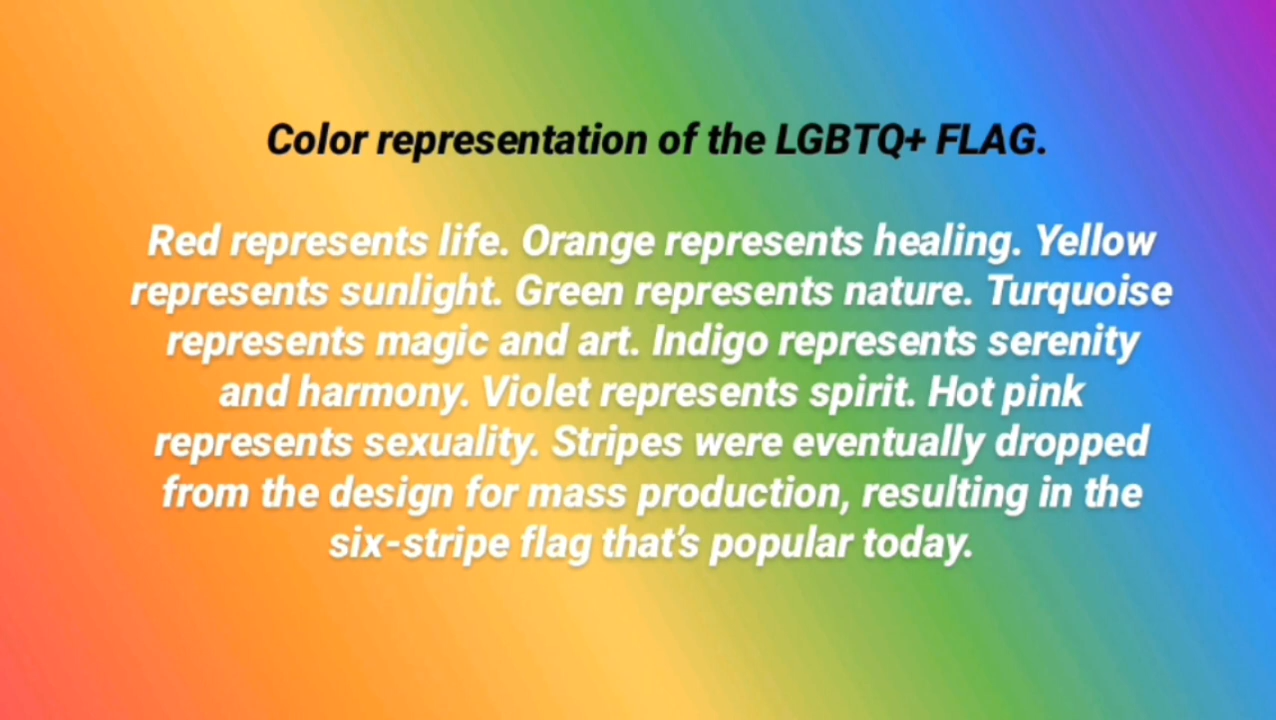 Color representation of the LGBTQ+ FLAG.
Red represents life. Orange represents healing. Yellow
represents sunlight. Green represents nature. Turquoise
represents magic and art. Indigo represents serenity
and harmony. Violet represents spirit. Hot pink
represents sexuality. Stripes were eventually dropped
from the design for mass production, resulting in the
six-stripe flag that’s popular today.